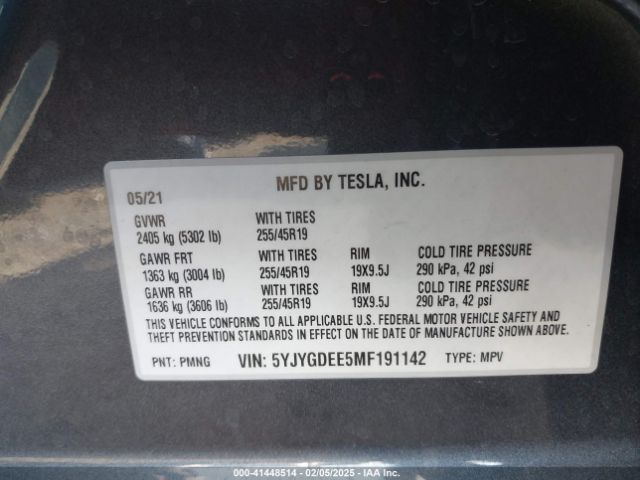 05/21
MFD BY TESLA, INC.
GVWR WITH TIRES
2405 kg (5302 lb) 255/45R19
GAWR FRT WITH TIRES RIM COLD TIRE PRESSURE
1363 kg (3004 lb) 255/45R19 19X9.5J 290 kPa, 42 psi
GAWR RR WITH TIRES RIM COLD TIRE PRESSURE
1636 kg (3606 lb) 255/45R19 19X9.5J 290 kPa, 42 psi
THIS VEHICLE CONFORMS TO ALL APPLICABLE U.S. FEDERAL MOTOR VEHICLE SAFETY AND
THEFT PREVENTION STANDARDS IN EFFECT ON THE DATE OF MANUFACTURE SHOWN ABOVE.
PNT: PMNG VIN: 5YJYGDEE5MF191142 TYPE: MPV
000-41448514 - 02/05/2025 - IAAI.COM